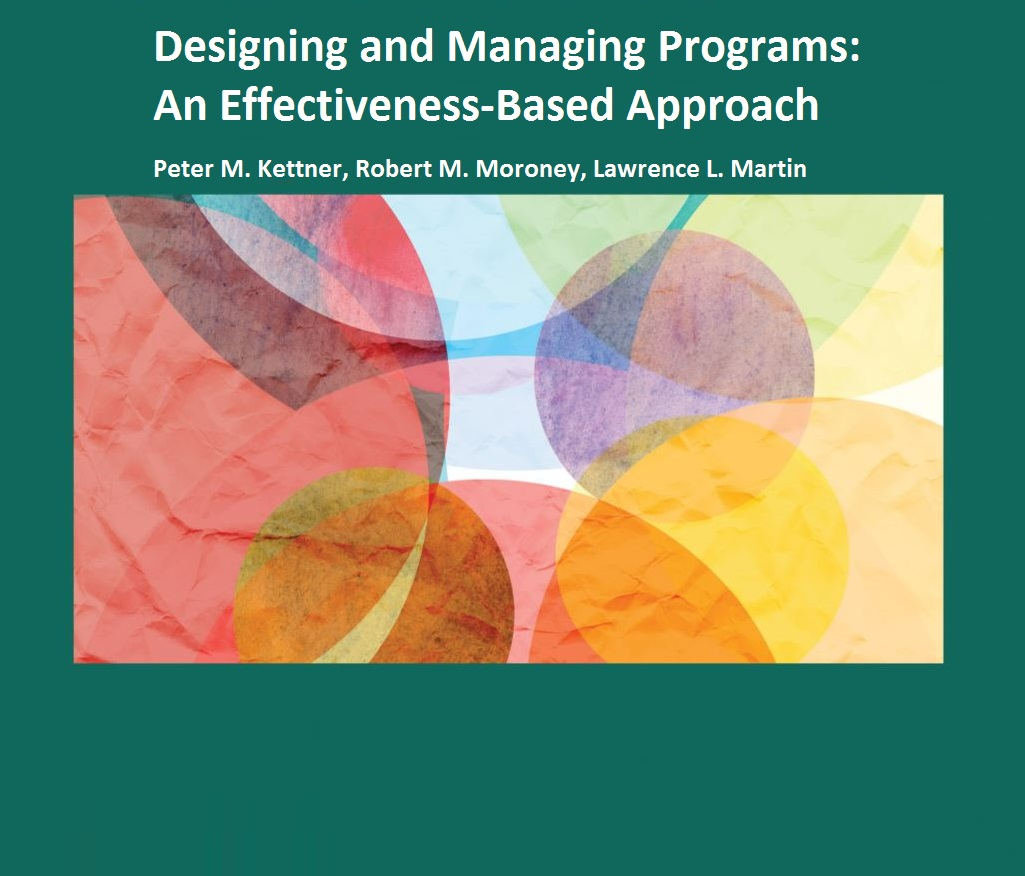 Designing and Managing Programs:
An Effectiveness-Based Approach
Peter M. Kettner, Robert M. Moroney, Lawrence L. Martin